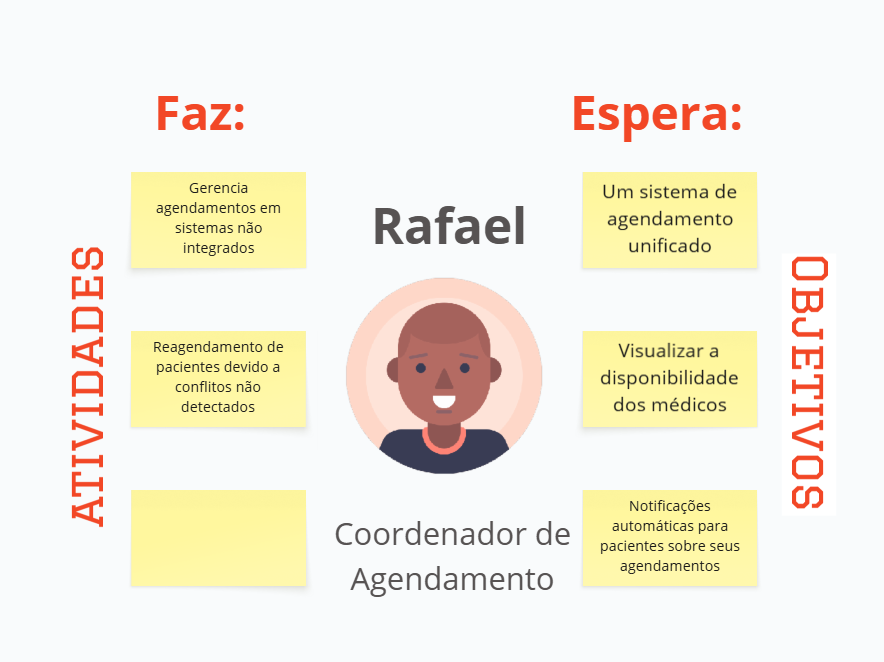 Faz:
Espera:
ATIVIDADES
Gerencia
agendamentos em
sistemas não
integrados
Reagendamento de
pacientes devido a
conflitos não
detectados
Rafael
Coordenador de
Agendamento
Um sistema de
agendamento
unificado
Visualizar a
disponibilidade
dos médicos
Notificações
automáticas para
pacientes sobre seus
agendamentos
OBJETIVOS